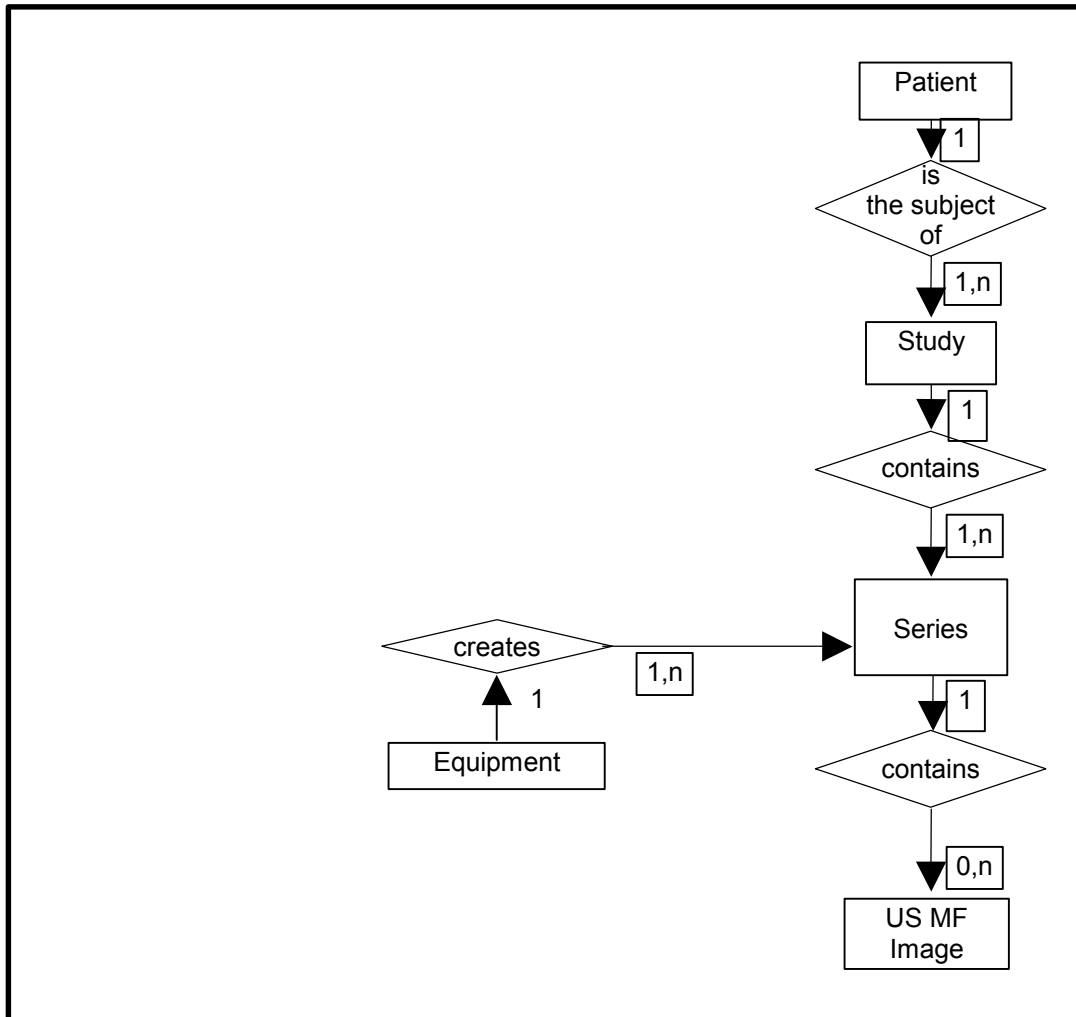 Patient
1
is
the subject
of
1,n
Study
1
contains
1,n
Series
creates
1,n
1
1
Equipment
contains
0,n
US MF
Image